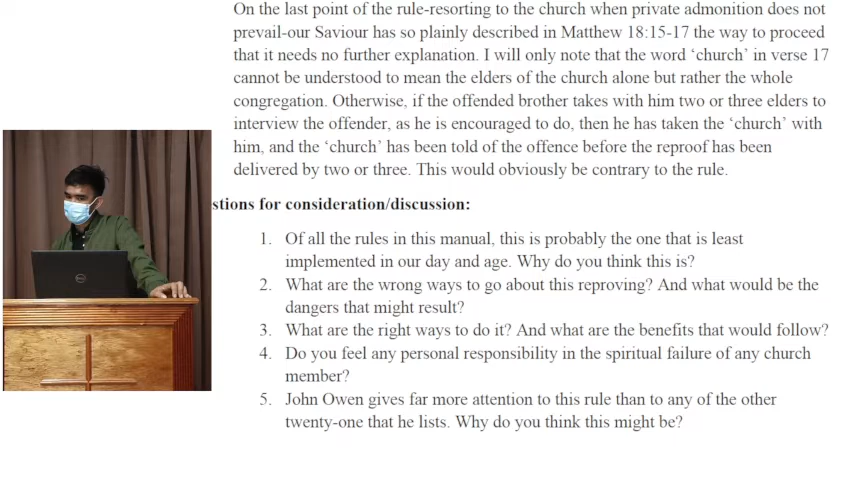 On the last point of the rule-resorting to the church when private admonition does not
prevail-our Saviour has so plainly described in Matthew 18:15-17 the way to proceed
that it needs no further explanation. I will only note that the word ‘church’ in verse 17
cannot be understood to mean the elders of the church alone but rather the whole
congregation. Otherwise, if the offended brother takes with him two or three elders to
interview the offender, as he is encouraged to do, then he has taken the ‘church’ with
him, and the ‘church’ has been told of the offence before the reproof has been
delivered by two or three. This would obviously be contrary to the rule.
stions for consideration/discussion:
1. Of all the rules in this manual, this is probably the one that is least
implemented in our day and age. Why do you think this is?
2. What are the wrong ways to go about this reproving? And what would be the
dangers that might result?
3. What are the right ways to do it? And what are the benefits that would follow?
4. Do you feel any personal responsibility in the spiritual failure of any church
member?
5. John Owen gives far more attention to this rule than to any of the other
twenty-one that he lists. Why do you think this might be?
DELL